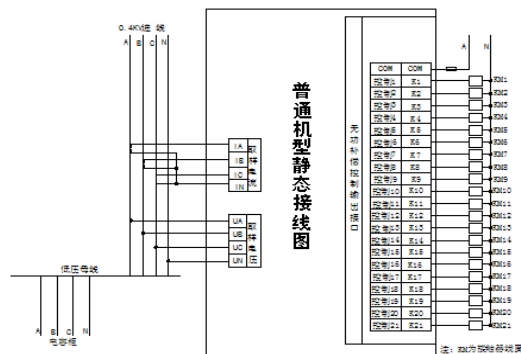 0.4KV进 线
A B C N
A N
普通机型静态接线图
无功补偿控制输出接口
COM COM
控制1 K1 KM1
控制2 K2 KM2
控制3 K3 KM3
控制4 K4 KM4
控制5 K5 KM5
控制6 K6 KM6
控制7 K7 KM7
控制8 K8 KM8
控制9 K9 KM9
控制10 K10 KM10
控制11 K11 KM11
控制12 K12 KM12
控制13 K13 KM13
控制14 K14 KM14
控制15 K15 KM15
控制16 K16 KM16
控制17 K17 KM17
控制18 K18 KM18
控制19 K19 KM19
控制20 K20 KM20
控制21 K21 KM21
IA
IB
IC
IN
取样电流
UA
UB
UC
UN
取样电压
低压母线
A B C N
电容柜
注：KM为接触器线圈